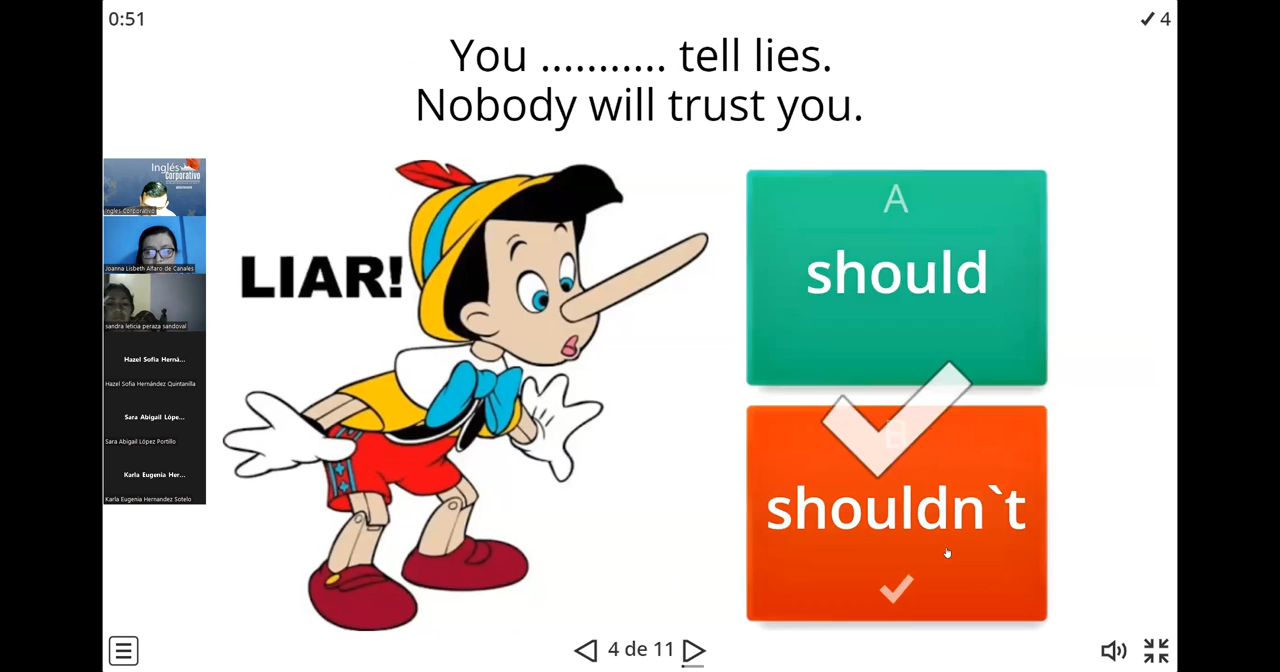 0:51
4
You ........... tell lies.
Nobody will trust you.
Inglés
Corporativo
Ingles Corporativo
Joanna Lisbeth Alfaro de Canales
sandra leticia peraza sandoval
Hazel Sofia Herná...
Hazel Sofia Hernández Quintanilla
Sara Abigail Lópe...
Sara Abigail López Portillo
Karla Eugenia Her...
Karla Eugenia Hernandez Sotelo
LIAR!
A
should
B
shouldn`t
4 de 11